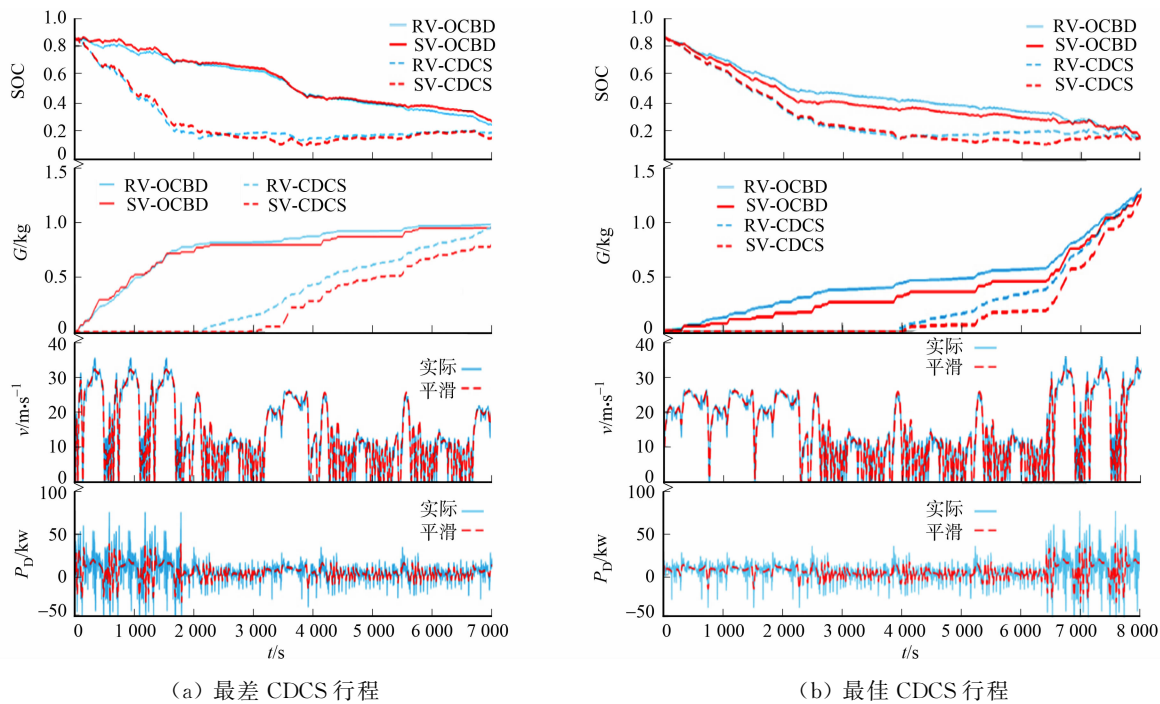 1.0
0.8
0.6
0.4
0.2
0
SOC
RV-OCBD
SV-OCBD
RV-CDCS
SV-CDCS
1.5
1.0
0.5
0
G/kg
RV-OCBD
SV-OCBD
RV-CDCS
SV-CDCS
40
30
20
10
0
v/m·s⁻¹
实际
平滑
100
50
0
−50
P_D/kw
实际
平滑
0 1 000 2 000 3 000 4 000 5 000 6 000 7 000
t/s
(a) 最差 CDCS 行程
1.0
0.8
0.6
0.4
0.2
0
SOC
RV-OCBD
SV-OCBD
RV-CDCS
SV-CDCS
1.5
1.0
0.5
0
G/kg
RV-OCBD
SV-OCBD
RV-CDCS
SV-CDCS
40
30
20
10
0
v/m·s⁻¹
实际
平滑
100
50
0
−50
P_D/kw
实际
平滑
0 1 000 2 000 3 000 4 000 5 000 6 000 7 000 8 000
t/s
(b) 最佳 CDCS 行程